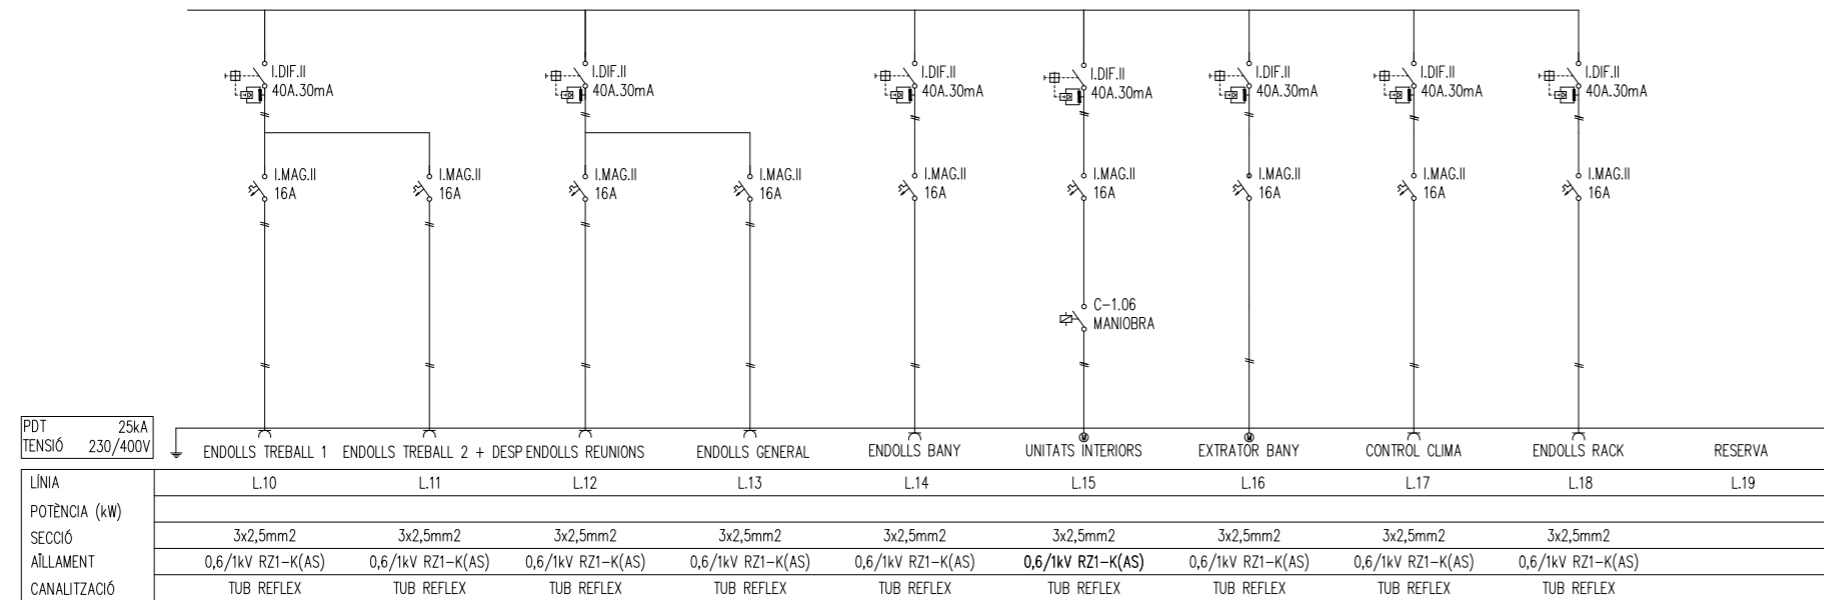 I.DIF.II I.DIF.II I.DIF.II I.DIF.II I.DIF.II I.DIF.II I.DIF.II
40A.30mA 40A.30mA 40A.30mA 40A.30mA 40A.30mA 40A.30mA 40A.30mA
I.MAG.II I.MAG.II I.MAG.II I.MAG.II I.MAG.II I.MAG.II I.MAG.II I.MAG.II I.MAG.II
16A 16A 16A 16A 16A 16A 16A 16A 16A
C-1.06
MANIOBRA
PDT 25kA
TENSIÓ 230/400V
ENDOLLS TREBALL 1 ENDOLLS TREBALL 2 + DESP ENDOLLS REUNIONS ENDOLLS GENERAL ENDOLLS BANY UNITATS INTERIORS EXTRATOR BANY CONTROL CLIMA ENDOLLS RACK RESERVA
LÍNIA L.10 L.11 L.12 L.13 L.14 L.15 L.16 L.17 L.18 L.19
POTÈNCIA (kW)
SECCIÓ 3x2,5mm2 3x2,5mm2 3x2,5mm2 3x2,5mm2 3x2,5mm2 3x2,5mm2 3x2,5mm2 3x2,5mm2 3x2,5mm2
AÏLLAMENT 0,6/1kV RZ1-K(AS) 0,6/1kV RZ1-K(AS) 0,6/1kV RZ1-K(AS) 0,6/1kV RZ1-K(AS) 0,6/1kV RZ1-K(AS) 0,6/1kV RZ1-K(AS) 0,6/1kV RZ1-K(AS) 0,6/1kV RZ1-K(AS) 0,6/1kV RZ1-K(AS)
CANALITZACIÓ TUB REFLEX TUB REFLEX TUB REFLEX TUB REFLEX TUB REFLEX TUB REFLEX TUB REFLEX TUB REFLEX TUB REFLEX